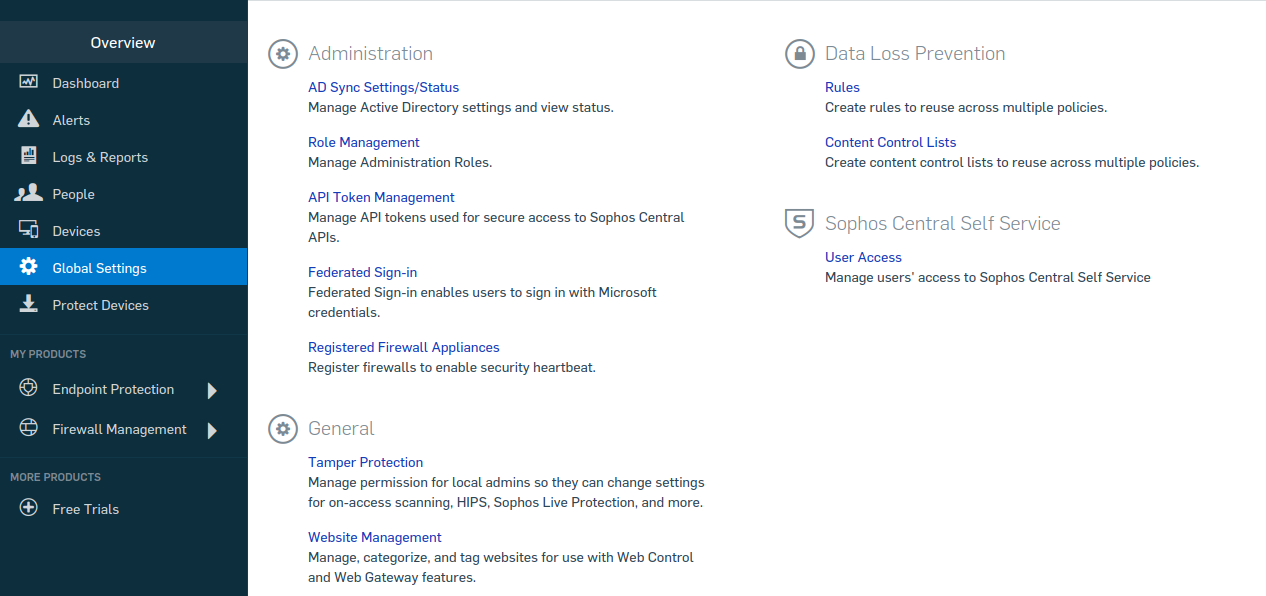 Overview
Dashboard
Alerts
Logs & Reports
People
Devices
Global Settings
Protect Devices
MY PRODUCTS
Endpoint Protection
Firewall Management
MORE PRODUCTS
Free Trials
Administration
AD Sync Settings/Status
Manage Active Directory settings and view status.
Role Management
Manage Administration Roles.
API Token Management
Manage API tokens used for secure access to Sophos Central
APIs.
Federated Sign-in
Federated Sign-in enables users to sign in with Microsoft
credentials.
Registered Firewall Appliances
Register firewalls to enable security heartbeat.
General
Tamper Protection
Manage permission for local admins so they can change settings
for on-access scanning, HIPS, Sophos Live Protection, and more.
Website Management
Manage, categorize, and tag websites for use with Web Control
and Web Gateway features.
Data Loss Prevention
Rules
Create rules to reuse across multiple policies.
Content Control Lists
Create content control lists to reuse across multiple policies.
S
Sophos Central Self Service
User Access
Manage users' access to Sophos Central Self Service